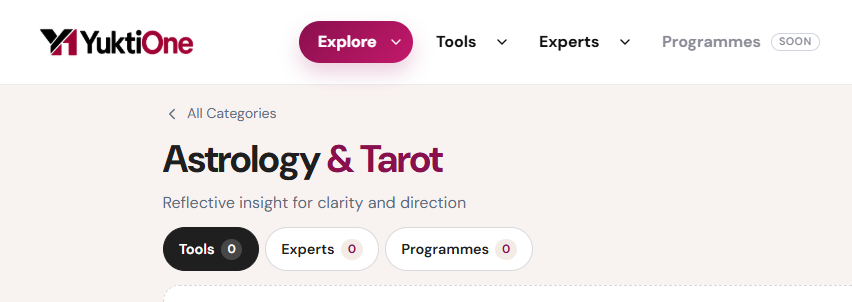 YuktiOne
Explore Tools Experts Programmes SOON
All Categories
Astrology & Tarot
Reflective insight for clarity and direction
Tools 0 Experts 0 Programmes 0